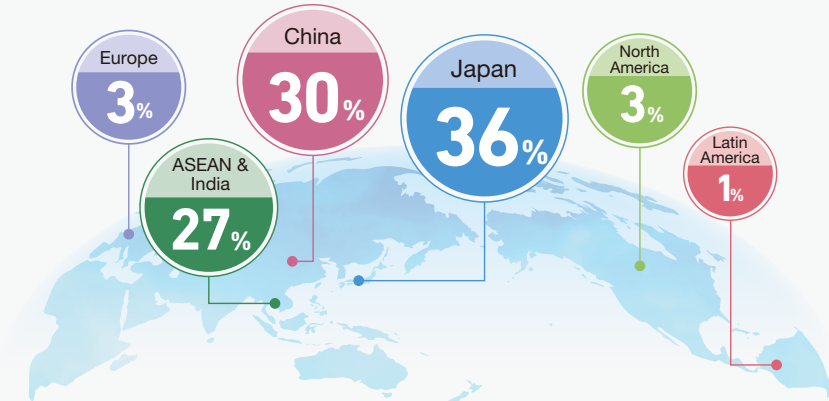 Europe
3%
China
30%
Japan
36%
North
America
3%
Latin
America
1%
ASEAN &
India
27%